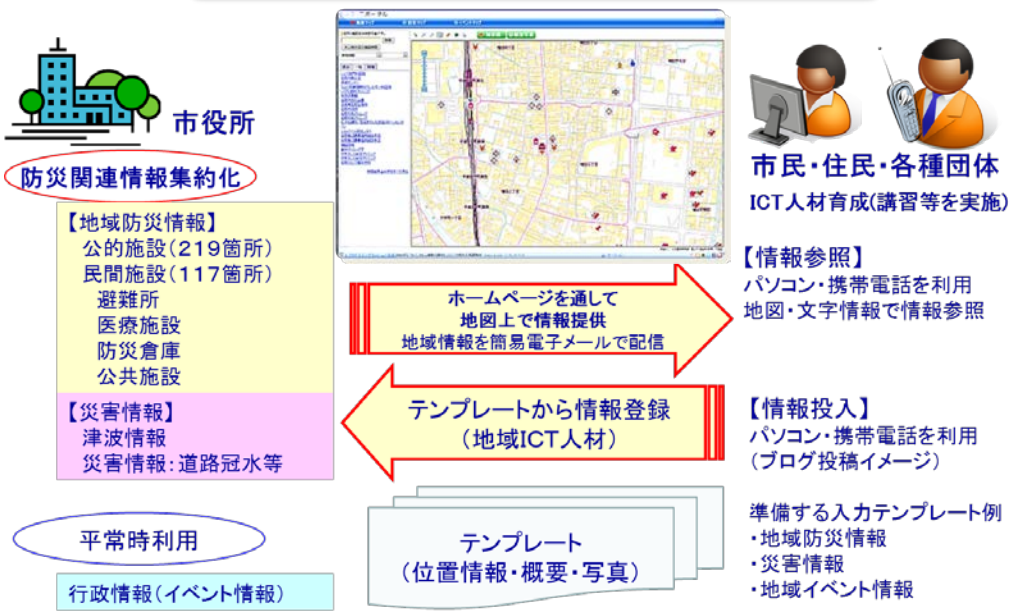 市役所
防災関連情報集約化
【地域防災情報】
公的施設(219箇所)
民間施設(117箇所)
避難所
医療施設
防災倉庫
公共施設
【災害情報】
津波情報
災害情報:道路冠水等
平常時利用
行政情報(イベント情報)
ホームページを通して
地図上で情報提供
地域情報を簡易電子メールで配信
テンプレートから情報登録
(地域ICT人材)
テンプレート
(位置情報・概要・写真)
市民・住民・各種団体
ICT人材育成(講習等を実施)
【情報参照】
パソコン・携帯電話を利用
地図・文字情報で情報参照
【情報投入】
パソコン・携帯電話を利用
(ブログ投稿イメージ)
準備する入力テンプレート例
・地域防災情報
・災害情報
・地域イベント情報